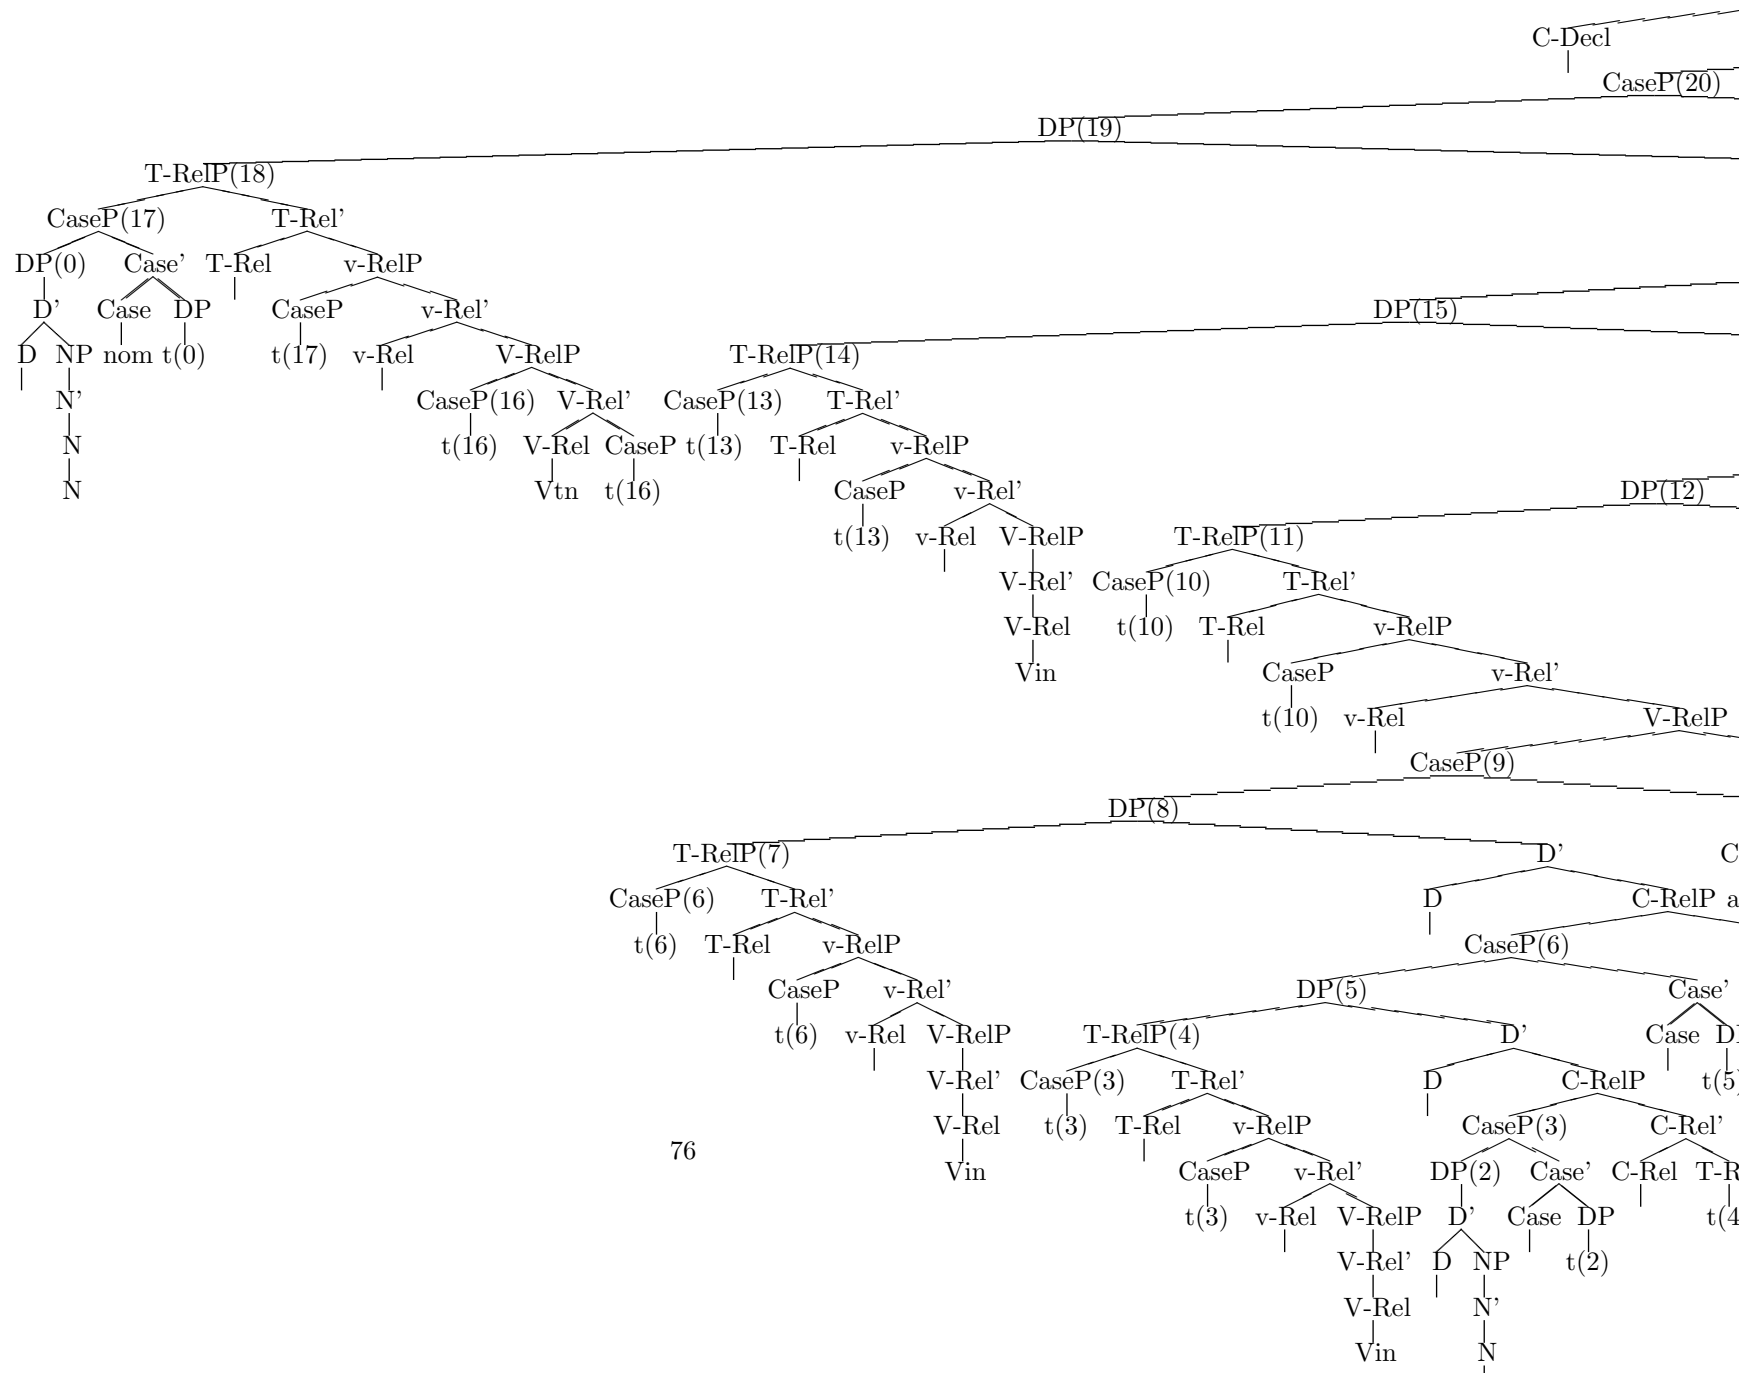 C-Decl
CaseP(20)
DP(19)
T-RelP(18)
CaseP(17) T-Rel’
DP(0) Case’ T-Rel v-RelP
D’ Case DP CaseP v-Rel’ DP(15)
D NP nom t(0) t(17) v-Rel V-RelP T-RelP(14)
N’ CaseP(16) V-Rel’ CaseP(13) T-Rel’
N t(16) V-Rel CaseP t(13) T-Rel v-RelP
N Vtn t(16) CaseP v-Rel’ DP(12)
t(13) v-Rel V-RelP T-RelP(11)
V-Rel’ CaseP(10) T-Rel’
V-Rel t(10) T-Rel v-RelP
Vin CaseP v-Rel’
t(10) v-Rel V-RelP
CaseP(9)
DP(8)
T-RelP(7) D’ C
CaseP(6) T-Rel’ D C-RelP a
t(6) T-Rel v-RelP CaseP(6)
CaseP v-Rel’ DP(5) Case’
t(6) v-Rel V-RelP T-RelP(4) D’ Case D
V-Rel’ CaseP(3) T-Rel’ D C-RelP t(5)
V-Rel t(3) T-Rel v-RelP CaseP(3) C-Rel’
76
Vin CaseP v-Rel’ DP(2) Case’ C-Rel T-R
t(3) v-Rel V-RelP D’ Case DP t(4
V-Rel’ D NP t(2)
V-Rel N’
Vin N